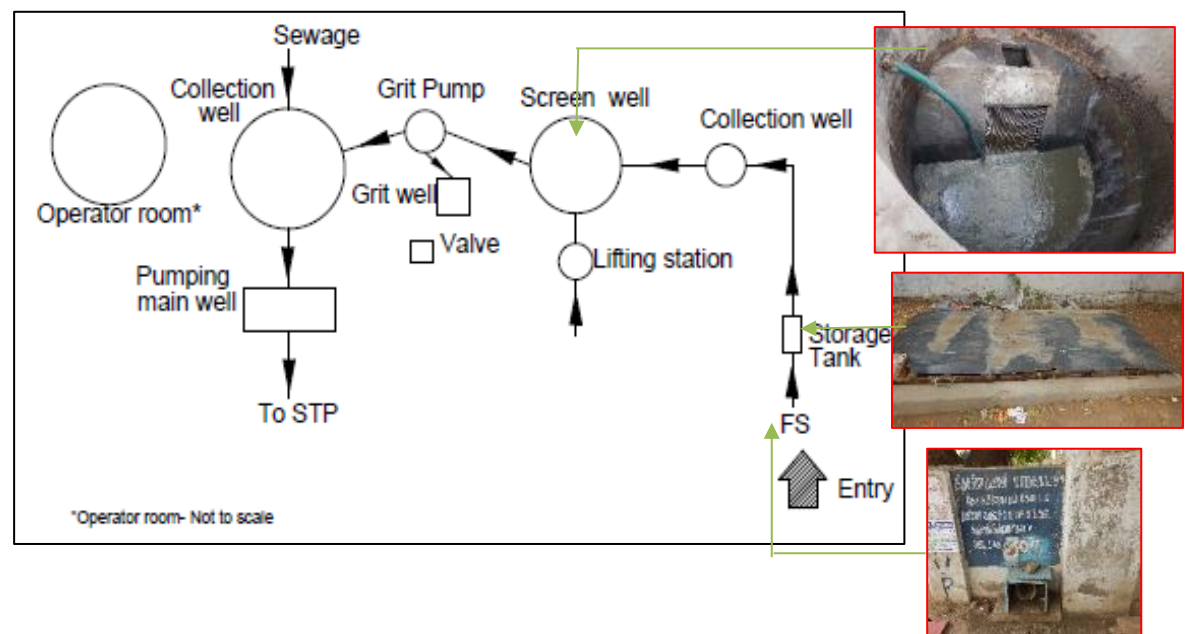 Sewage
Collection
well
Grit Pump
Screen well
Collection well
Operator room*
Grit well
Valve
Lifting station
Pumping
main well
Storage
Tank
To STP
FS
Entry
*Operator room- Not to scale